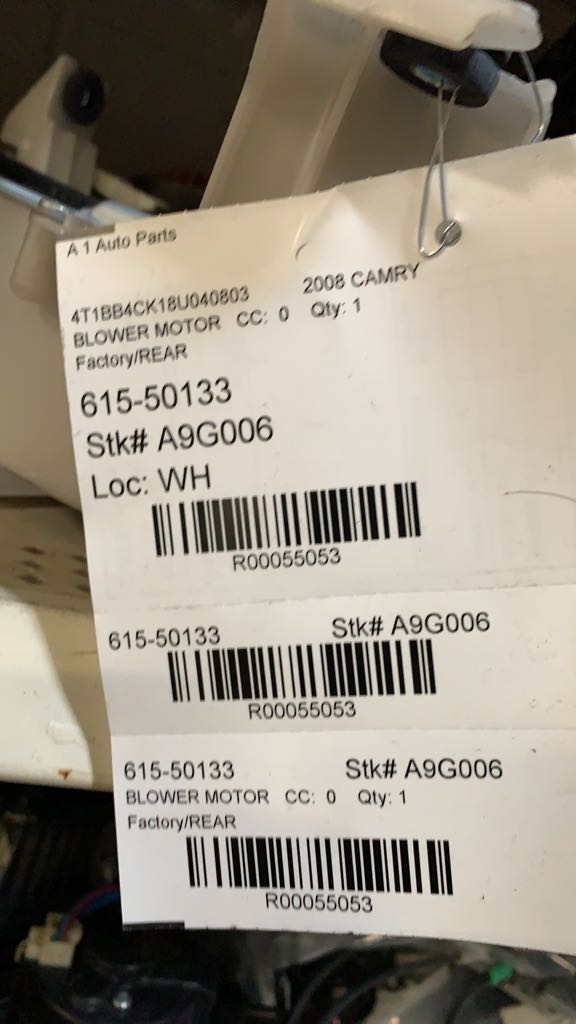 A 1 Auto Parts
4T1BB4CK18U040803 2008 CAMRY
BLOWER MOTOR CC: 0 Qty: 1
Factory/REAR
615-50133
Stk# A9G006
Loc: WH
R00055053
615-50133 Stk# A9G006
R00055053
615-50133 Stk# A9G006
BLOWER MOTOR CC: 0 Qty: 1
Factory/REAR
R00055053